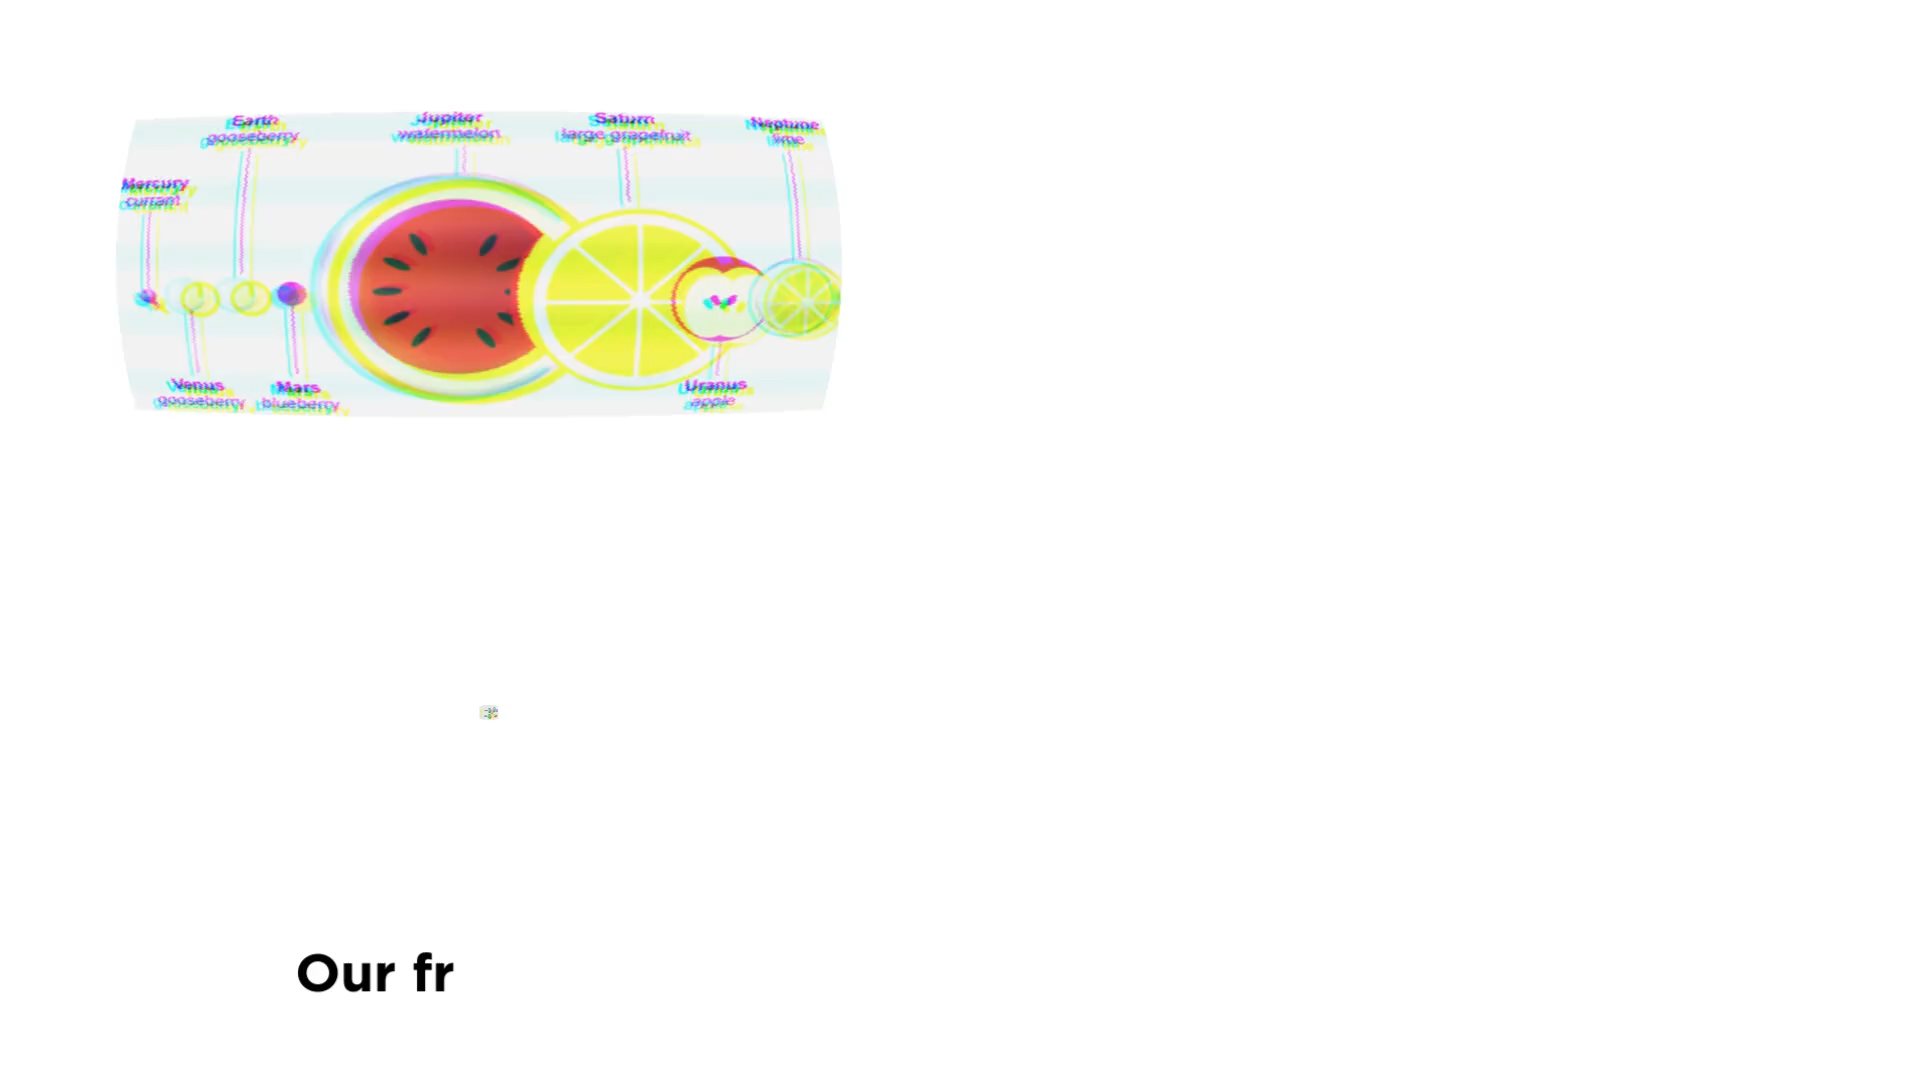 Earth
gooseberry
Jupiter
watermelon
Saturn
large grapefruit
Neptune
lime
Mercury
currant
Venus
gooseberry
Mars
blueberry
Uranus
apple
Our fr